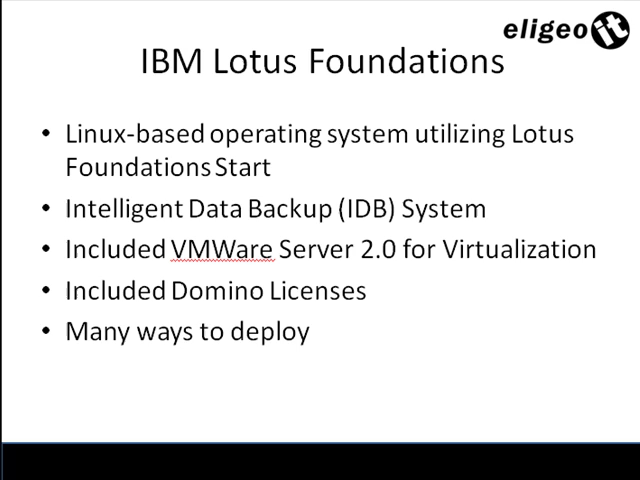 eligeo it
IBM Lotus Foundations
• Linux-based operating system utilizing Lotus
Foundations Start
• Intelligent Data Backup (IDB) System
• Included VMWare Server 2.0 for Virtualization
• Included Domino Licenses
• Many ways to deploy